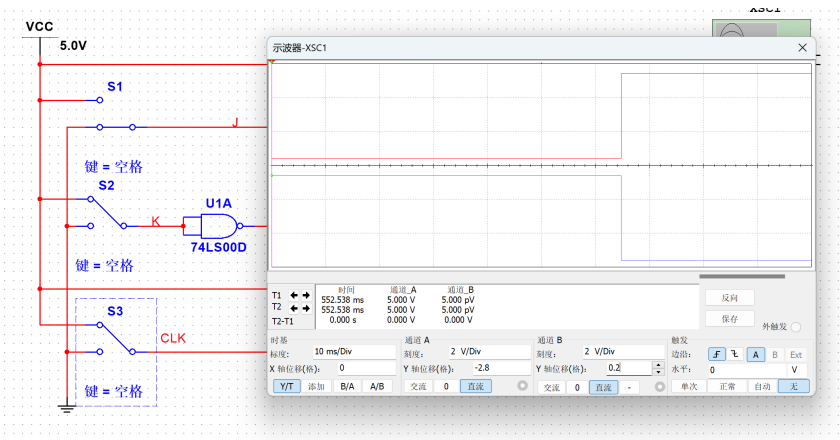 XSC1
VCC
5.0V
S1
J
键 = 空格
S2
K
U1A
74LS00D
键 = 空格
S3
CLK
键 = 空格
示波器-XSC1
时间 通道_A 通道_B
T1 552.538 ms 5.000 V 5.000 pV
T2 552.538 ms 5.000 V 5.000 pV
T2-T1 0.000 s 0.000 V 0.000 V
反向
保存
外触发
时基
标度: 10 ms/Div
X 轴位移(格): 0
Y/T 添加 B/A A/B
通道 A
刻度: 2 V/Div
Y 轴位移(格): -2.8
交流 0 直流
通道 B
刻度: 2 V/Div
Y 轴位移(格): 0.2
交流 0 直流 -
触发
边沿: A B Ext
水平: 0 V
单次 正常 自动 无